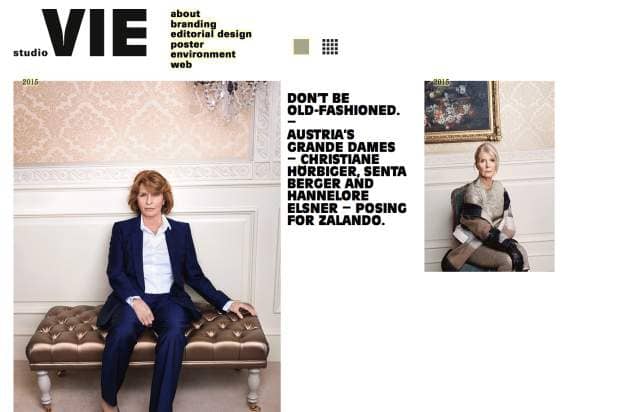 studio VIE
about
branding
editorial design
poster
environment
web
2015
DON'T BE
OLD-FASHIONED.
–
AUSTRIA'S
GRANDE DAMES
– CHRISTIANE
HÖRBIGER, SENTA
BERGER AND
HANNELORE
ELSNER – POSING
FOR ZALANDO.
2015